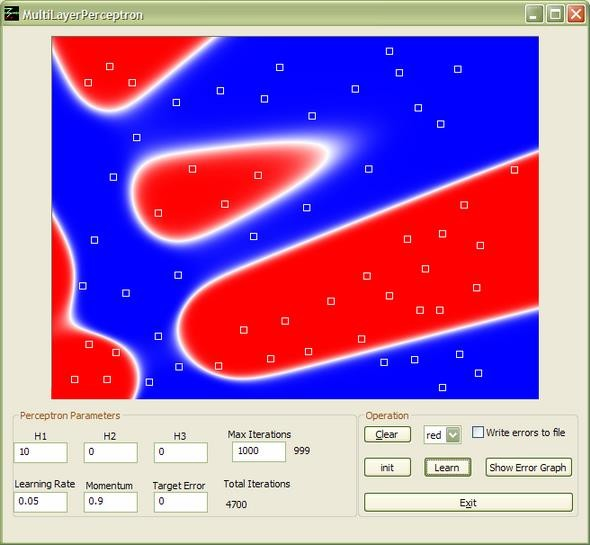 MultiLayerPerceptron
Perceptron Parameters
H1 H2 H3 Max Iterations
10 0 0 1000 999
Learning Rate Momentum Target Error Total Iterations
0.05 0.9 0 4700
Operation
Clear red Write errors to file
init Learn Show Error Graph
Exit